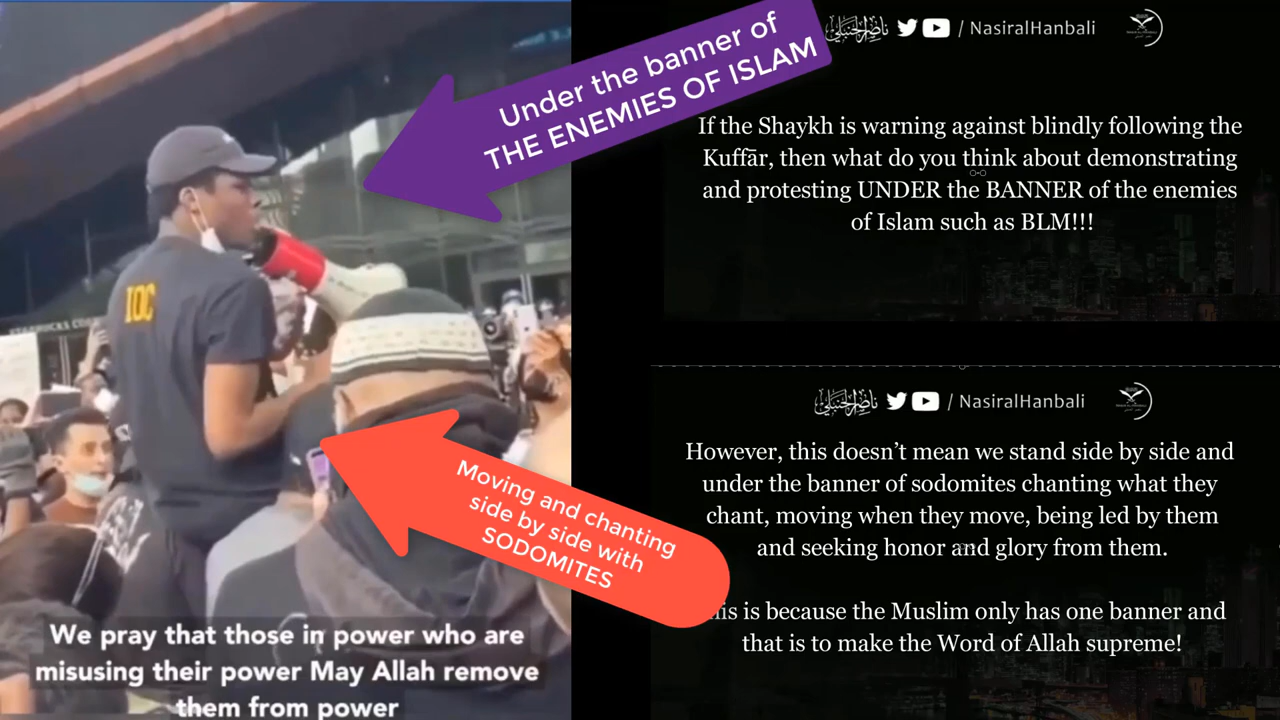 Under the banner of
THE ENEMIES OF ISLAM
IOC
STARBUCKS
Moving and chanting
side by side with
SODOMITES
We pray that those in power who are
misusing their power May Allah remove
them from power
ناصر الحنبلي / NasiralHanbali
If the Shaykh is warning against blindly following the
Kuffār, then what do you think about demonstrating
and protesting UNDER the BANNER of the enemies
of Islam such as BLM!!!
ناصر الحنبلي / NasiralHanbali
However, this doesn’t mean we stand side by side and
under the banner of sodomites chanting what they
chant, moving when they move, being led by them
and seeking honor and glory from them.
is is because the Muslim only has one banner and
that is to make the Word of Allah supreme!